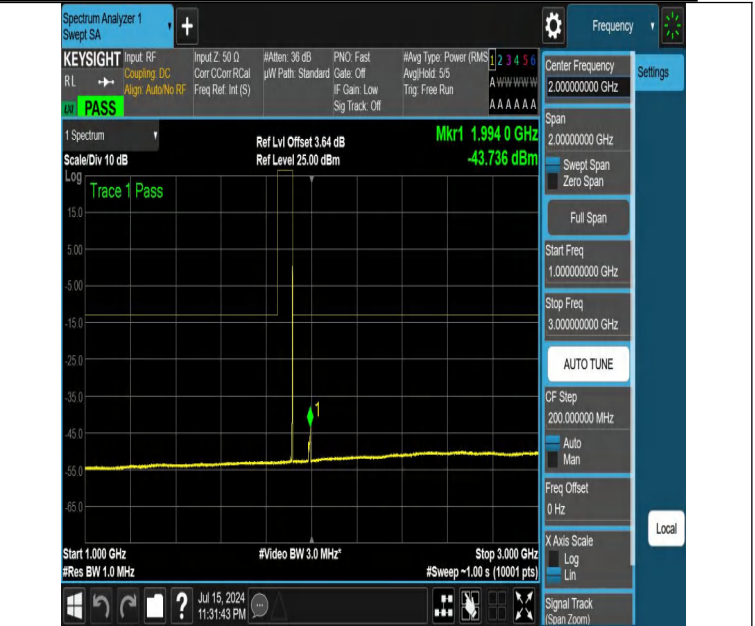 Spectrum Analyzer 1
Swept SA
+
Frequency
KEYSIGHT
RL
PASS
Input: RF
Coupling: DC
Align: Auto/No RF
Input Z: 50 Ω
Corr CCorr RCal
Freq Ref: Int (S)
#Atten: 36 dB
µW Path: Standard
PNO: Fast
Gate: Off
IF Gain: Low
Sig Track: Off
#Avg Type: Power (RMS
Avg|Hold: 5/5
Trig: Free Run
1 2 3 4 5 6
A W W W W W
A A A A A A
1 Spectrum
Scale/Div 10 dB
Ref Lvl Offset 3.64 dB
Ref Level 25.00 dBm
Mkr1 1.994 0 GHz
-43.736 dBm
Log
Trace 1 Pass
15.0
5.00
-5.00
-15.0
-25.0
-35.0
-45.0
-55.0
-65.0
1
Start 1.000 GHz
#Res BW 1.0 MHz
#Video BW 3.0 MHz*
Stop 3.000 GHz
#Sweep ~1.00 s (10001 pts)
Jul 15, 2024
11:31:43 PM
Center Frequency
2.000000000 GHz
Settings
Span
2.00000000 GHz
Swept Span
Zero Span
Full Span
Start Freq
1.000000000 GHz
Stop Freq
3.000000000 GHz
AUTO TUNE
CF Step
200.000000 MHz
Auto
Man
Freq Offset
0 Hz
X Axis Scale
Log
Lin
Local
Signal Track
(Span Zoom)